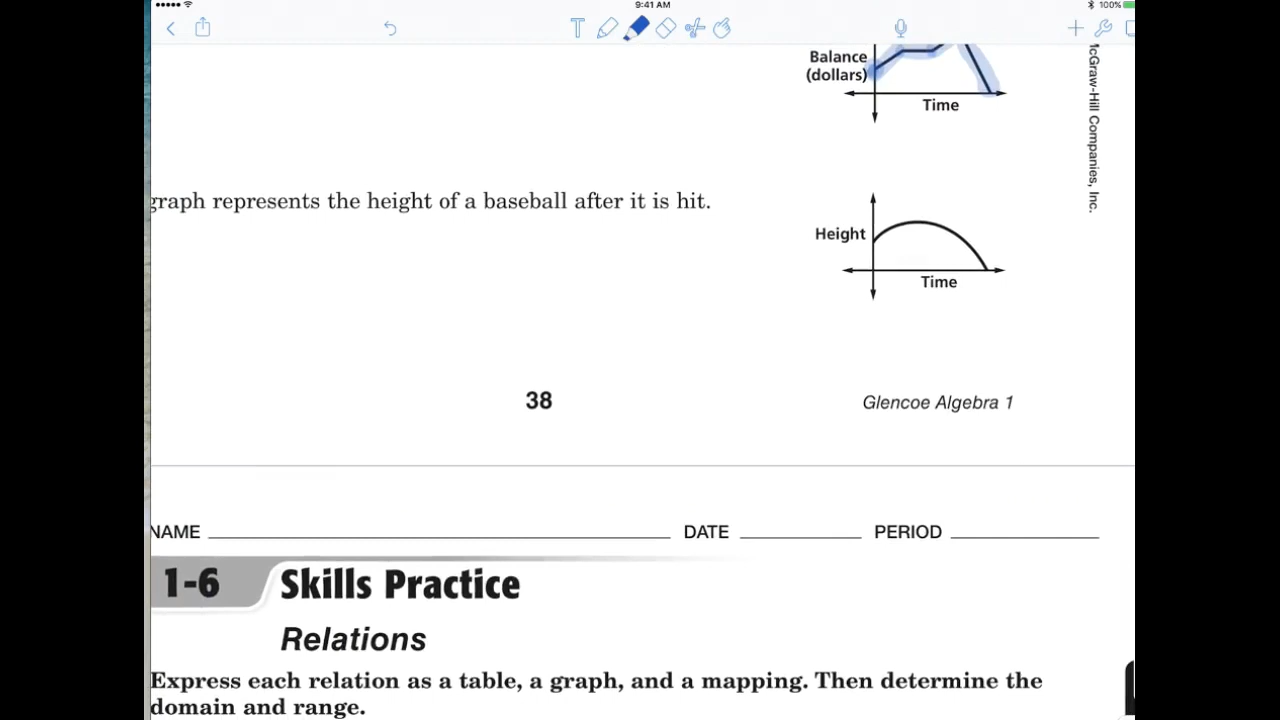 9:41 AM
100%
T
Balance
(dollars)
Time
McGraw-Hill Companies, Inc.
graph represents the height of a baseball after it is hit.
Height
Time
38
Glencoe Algebra 1
NAME DATE PERIOD
1-6 Skills Practice
Relations
Express each relation as a table, a graph, and a mapping. Then determine the
domain and range.